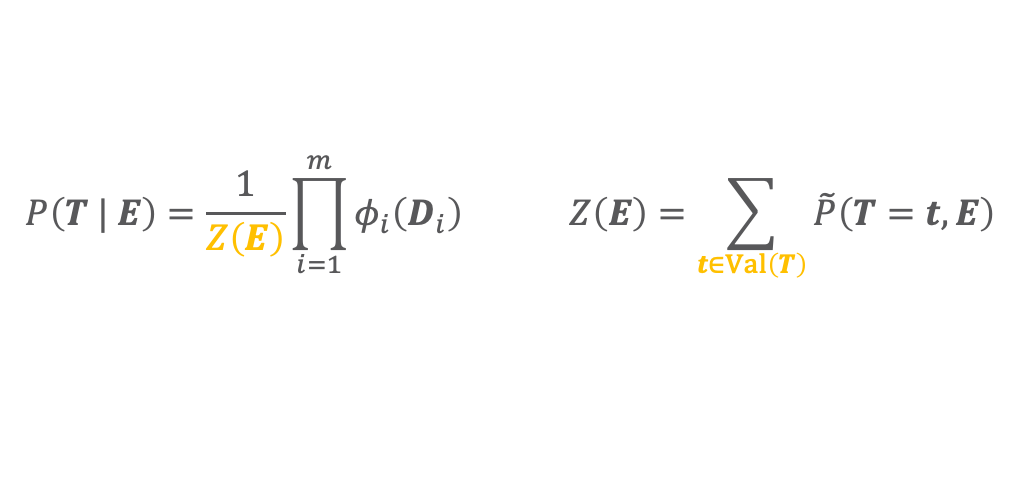 P(T | E) = 1/Z(E) ∏_{i=1}^{m} ϕ_i(D_i)
Z(E) = ∑_{t∈Val(T)} P̃(T = t, E)